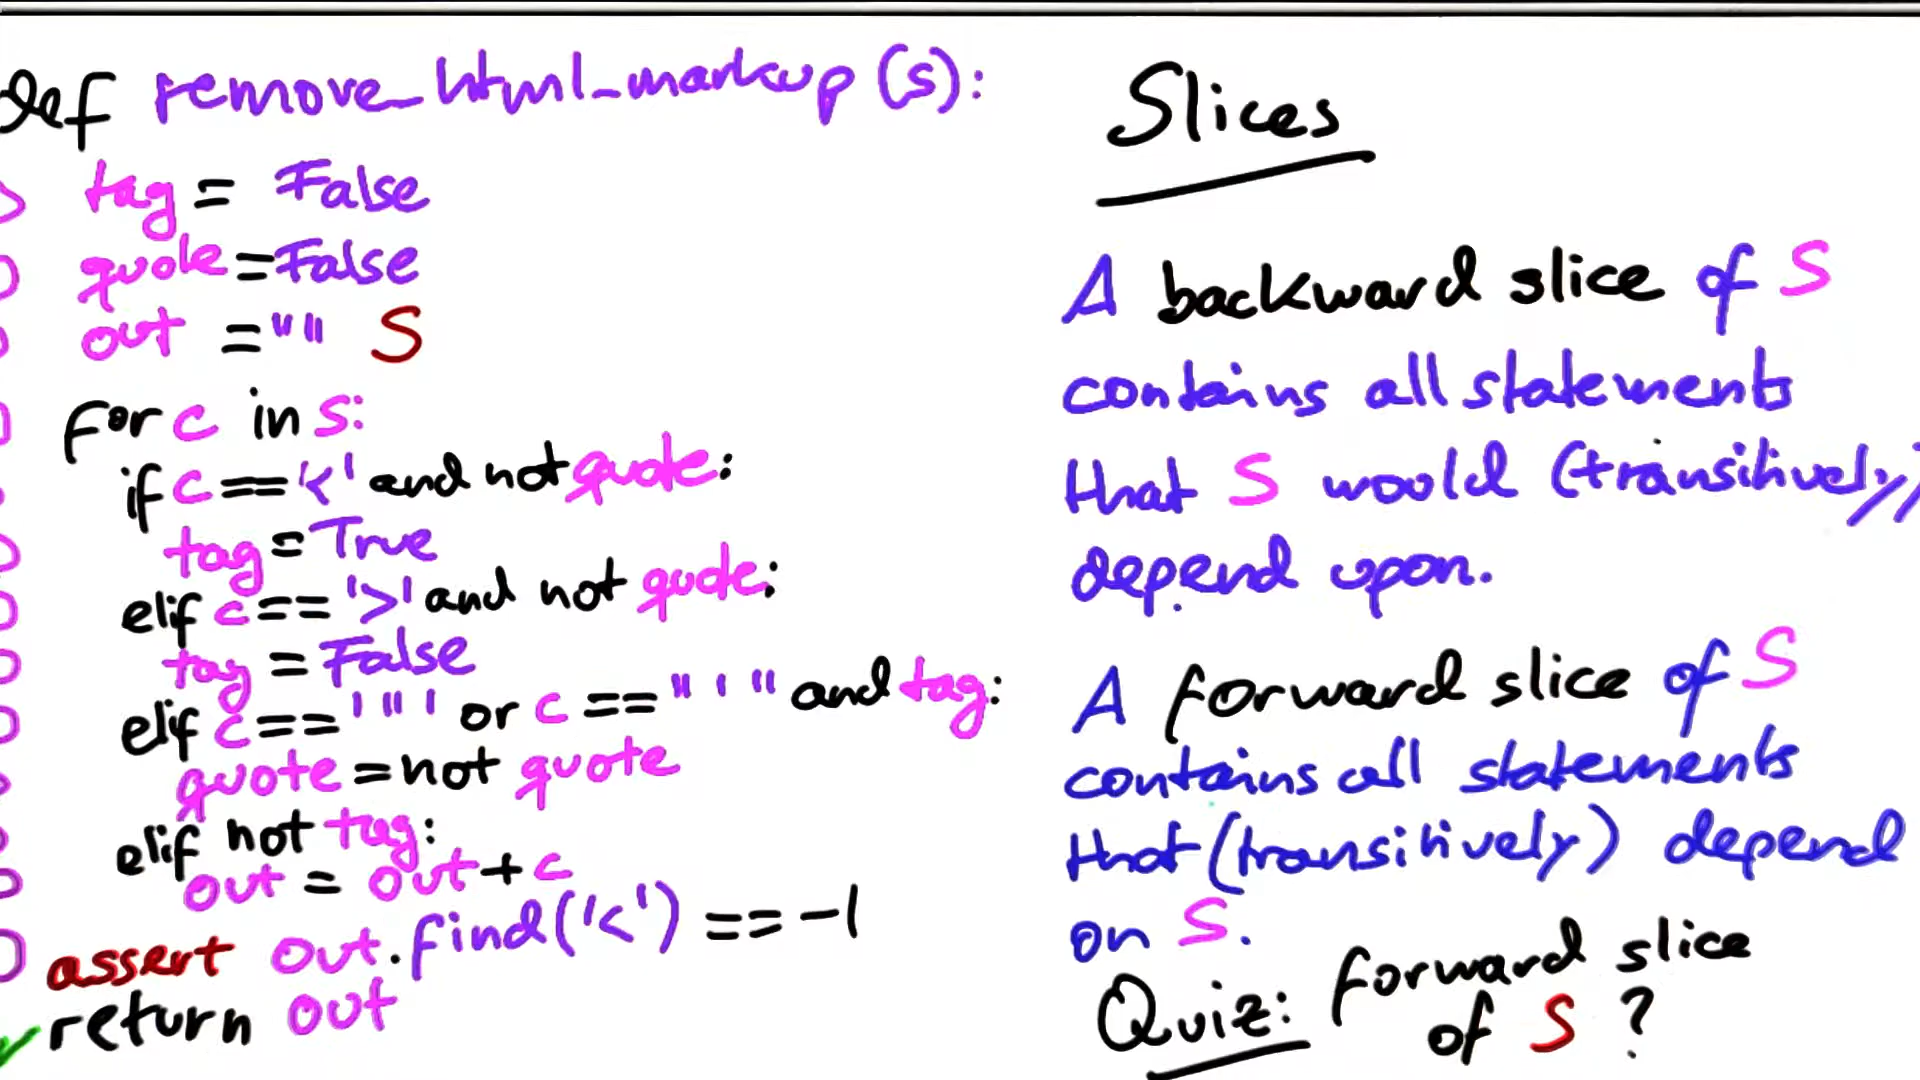 def remove_html_markup(s):
tag = False
quote = False
out = "" S
for c in s:
if c == '<' and not quote:
tag = True
elif c == '>' and not quote:
tag = False
elif c == '"' or c == "'" and tag:
quote = not quote
elif not tag:
out = out + c
assert out.find('<') == -1
return out
Slices
A backward slice of S
contains all statements
that S would (transitively)
depend upon.
A forward slice of S
contains all statements
that (transitively) depend
on S.
Quiz: forward slice
of S ?